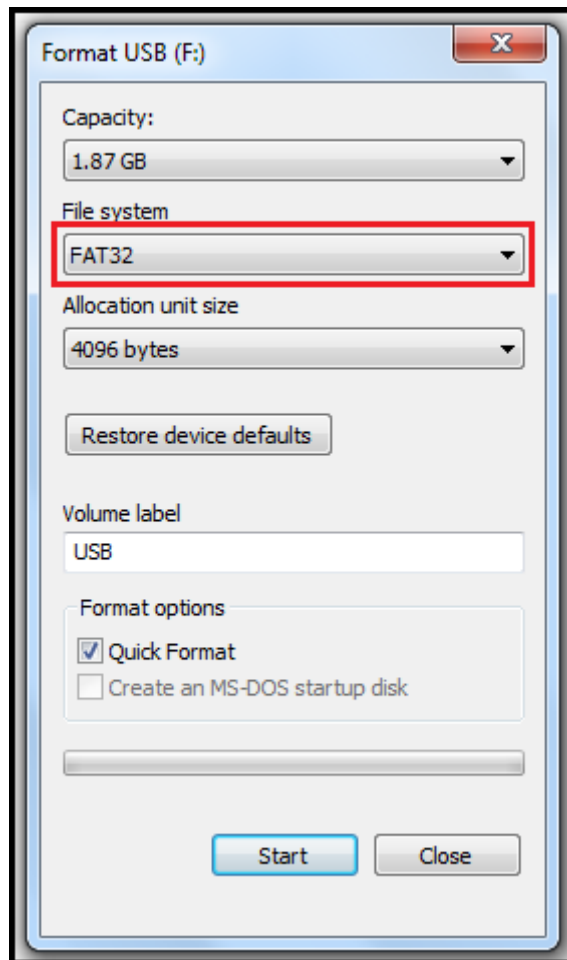 Format USB (F:)
Capacity:
1.87 GB
File system
FAT32
Allocation unit size
4096 bytes
Restore device defaults
Volume label
USB
Format options
Quick Format
Create an MS-DOS startup disk
Start
Close